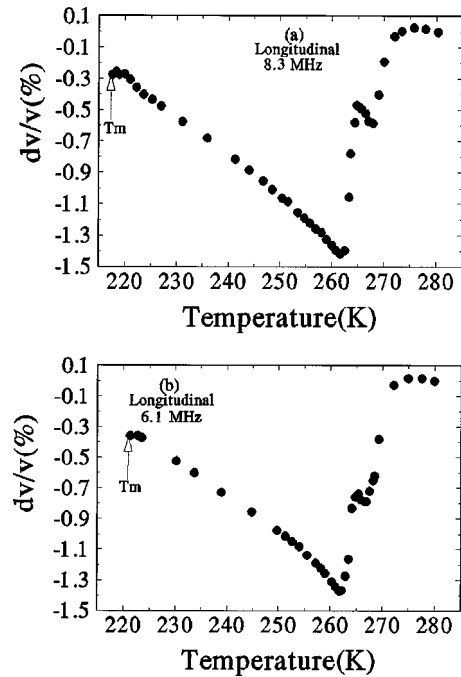 0.1
(a)
Longitudinal
8.3 MHz
-0.1
-0.3
-0.5
-0.7
-0.9
-1.1
-1.3
-1.5
dv/v(%)
Tm
220 230 240 250 260 270 280
Temperature(K)
0.1
(b)
Longitudinal
6.1 MHz
-0.1
-0.3
-0.5
-0.7
-0.9
-1.1
-1.3
-1.5
dv/v(%)
Tm
220 230 240 250 260 270 280
Temperature(K)